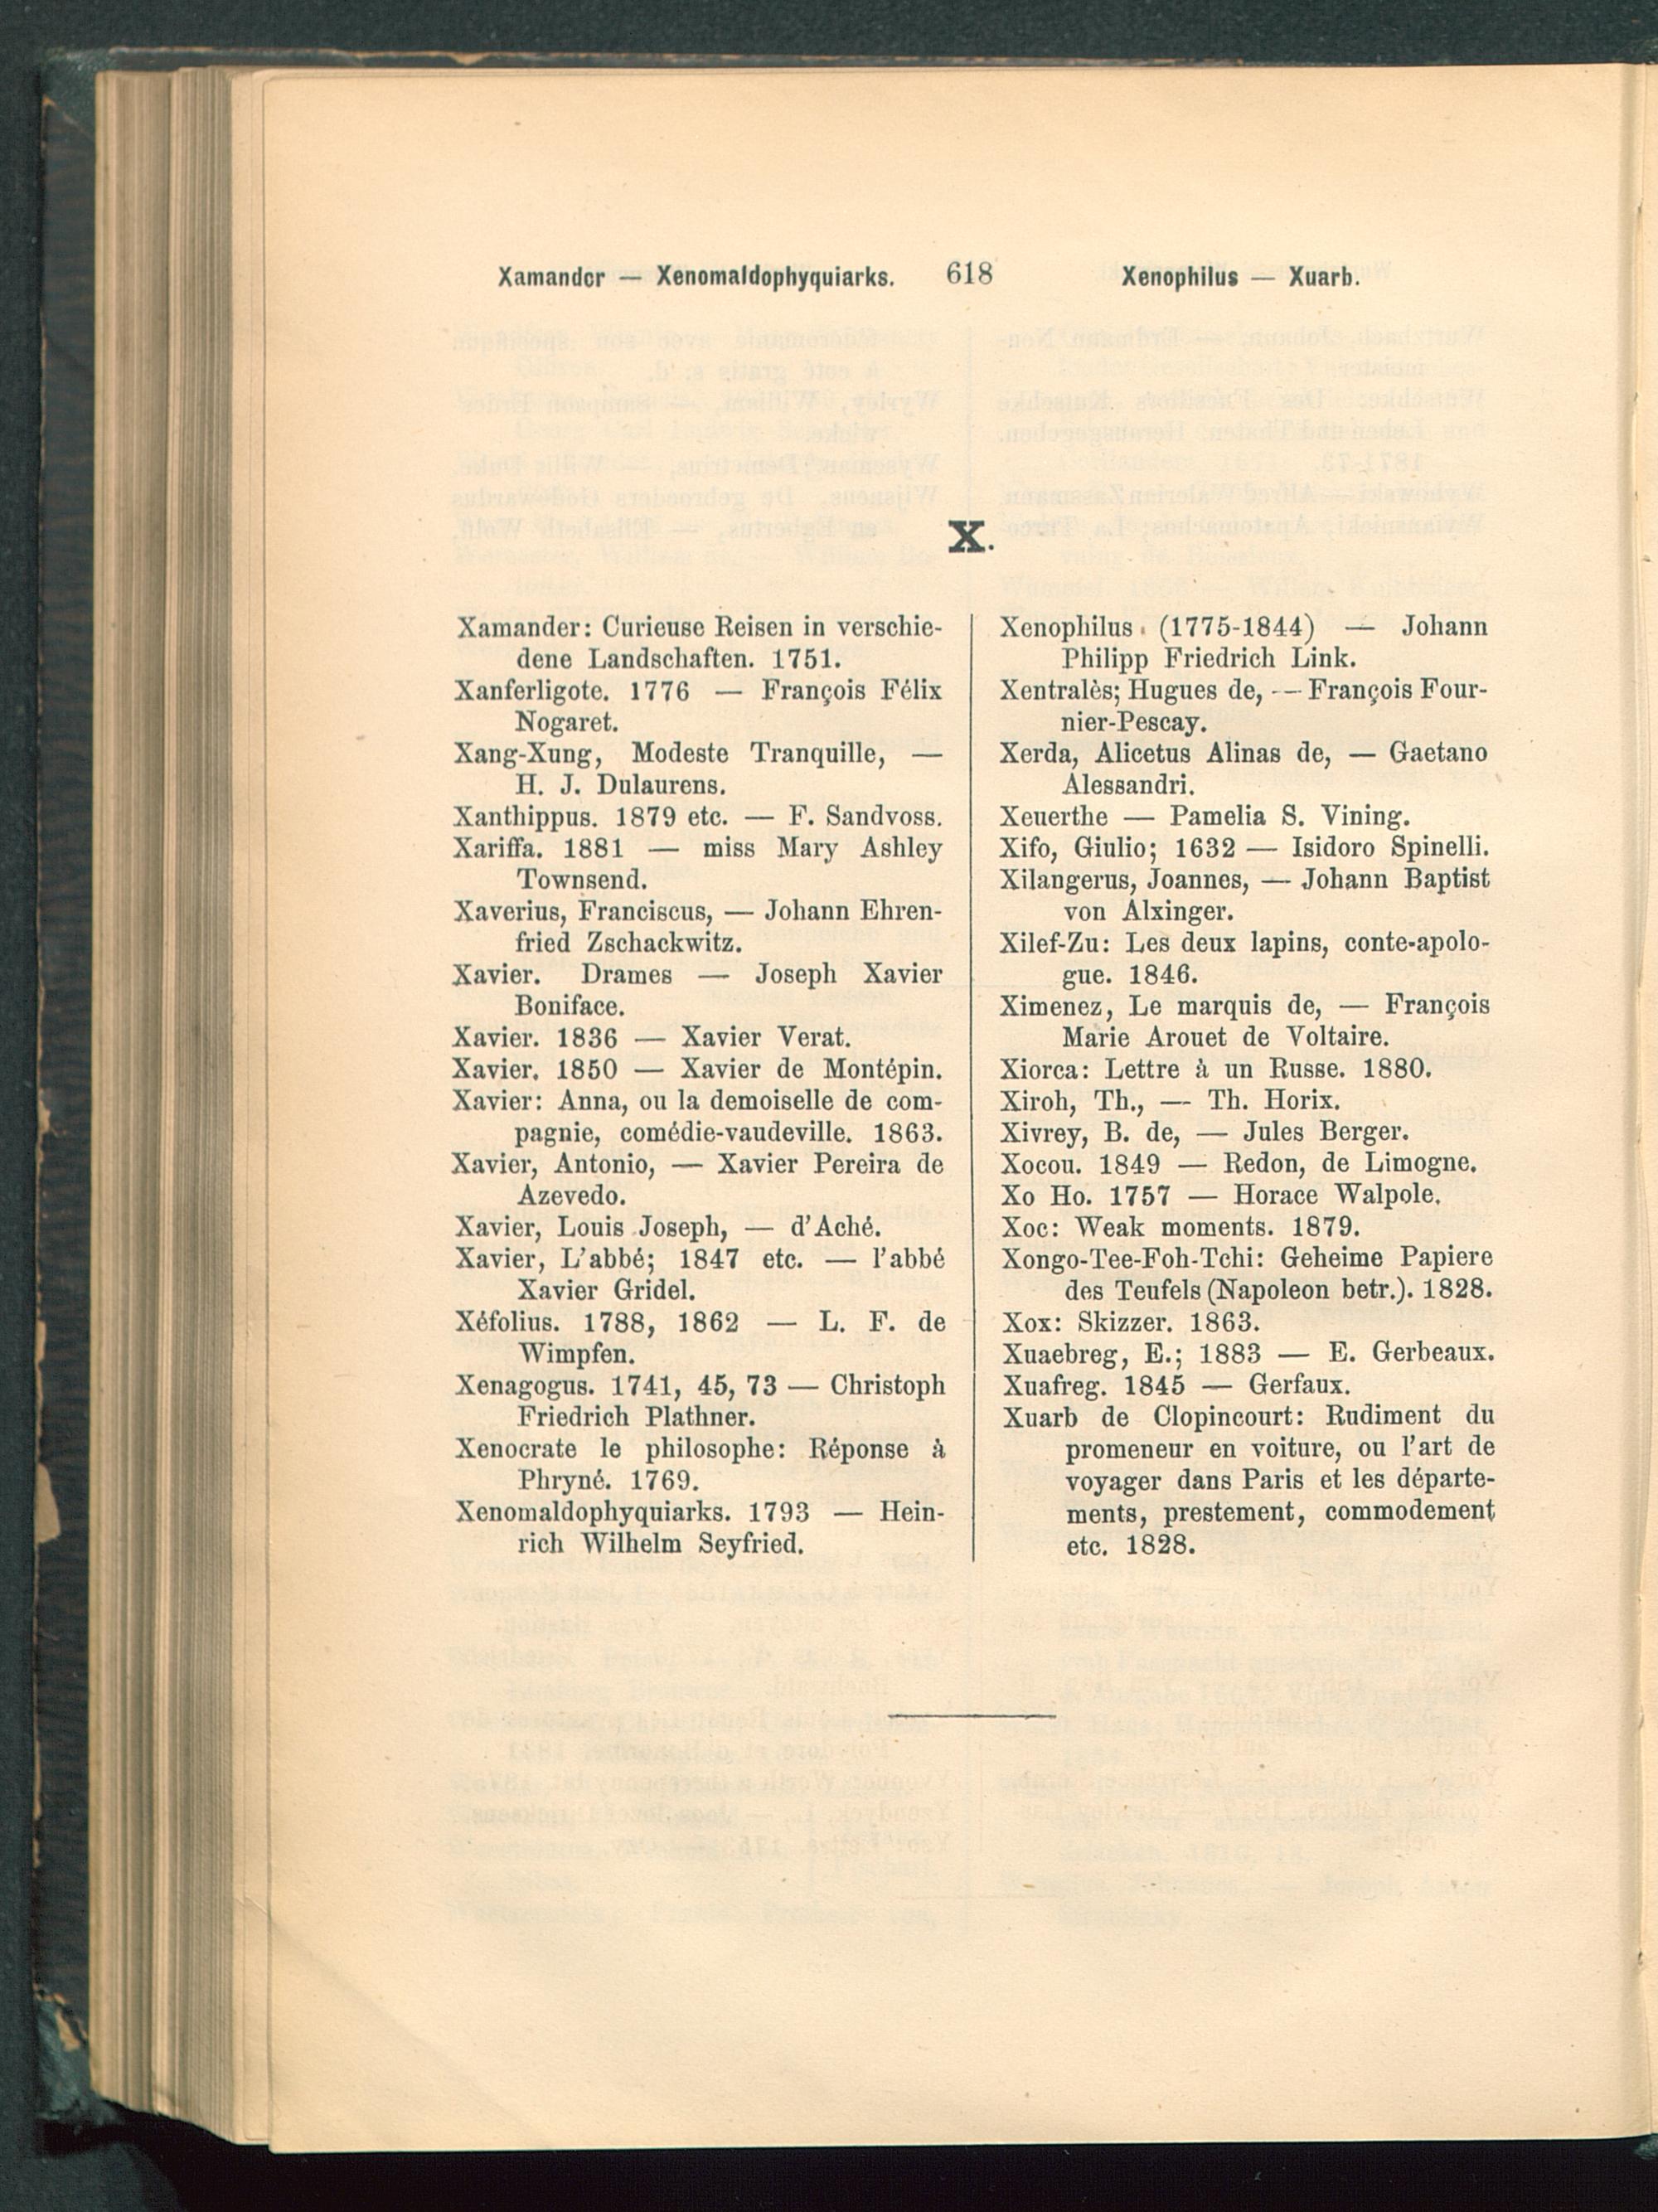 Xamander — Xenomaldophyquiarks. 618 Xenophilus — Xuarb.
X.
Xamander: Curieuse Reisen in verschie-
dene Landschaften. 1751.
Xanferligote. 1776 — François Félix
Nogaret.
Xang-Xung, Modeste Tranquille, —
H. J. Dulaurens.
Xanthippus. 1879 etc. — F. Sandvoss.
Xariffa. 1881 — miss Mary Ashley
Townsend.
Xaverius, Franciscus, — Johann Ehren-
fried Zschackwitz.
Xavier. Drames — Joseph Xavier
Boniface.
Xavier. 1836 — Xavier Verat.
Xavier. 1850 — Xavier de Montépin.
Xavier: Anna, ou la demoiselle de com-
pagnie, comédie-vaudeville. 1863.
Xavier, Antonio, — Xavier Pereira de
Azevedo.
Xavier, Louis Joseph, — d'Aché.
Xavier, L'abbé; 1847 etc. — l'abbé
Xavier Gridel.
Xéfolius. 1788, 1862 — L. F. de
Wimpfen.
Xenagogus. 1741, 45, 73 — Christoph
Friedrich Plathner.
Xenocrate le philosophe: Réponse à
Phryné. 1769.
Xenomaldophyquiarks. 1793 — Hein-
rich Wilhelm Seyfried.
Xenophilus (1775-1844) — Johann
Philipp Friedrich Link.
Xentralès; Hugues de, — François Four-
nier-Pescay.
Xerda, Alicetus Alinas de, — Gaetano
Alessandri.
Xeuerthe — Pamelia S. Vining.
Xifo, Giulio; 1632 — Isidoro Spinelli.
Xilangerus, Joannes, — Johann Baptist
von Alxinger.
Xilef-Zu: Les deux lapins, conte-apolo-
gue. 1846.
Ximenez, Le marquis de, — François
Marie Arouet de Voltaire.
Xiorca: Lettre à un Russe. 1880.
Xiroh, Th., — Th. Horix.
Xivrey, B. de, — Jules Berger.
Xocou. 1849 — Redon, de Limogne.
Xo Ho. 1757 — Horace Walpole.
Xoc: Weak moments. 1879.
Xongo-Tee-Foh-Tchi: Geheime Papiere
des Teufels (Napoleon betr.). 1828.
Xox: Skizzer. 1863.
Xuaebreg, E.; 1883 — E. Gerbeaux.
Xuafreg. 1845 — Gerfaux.
Xuarb de Clopincourt: Rudiment du
promeneur en voiture, ou l'art de
voyager dans Paris et les départe-
ments, prestement, commodement
etc. 1828.